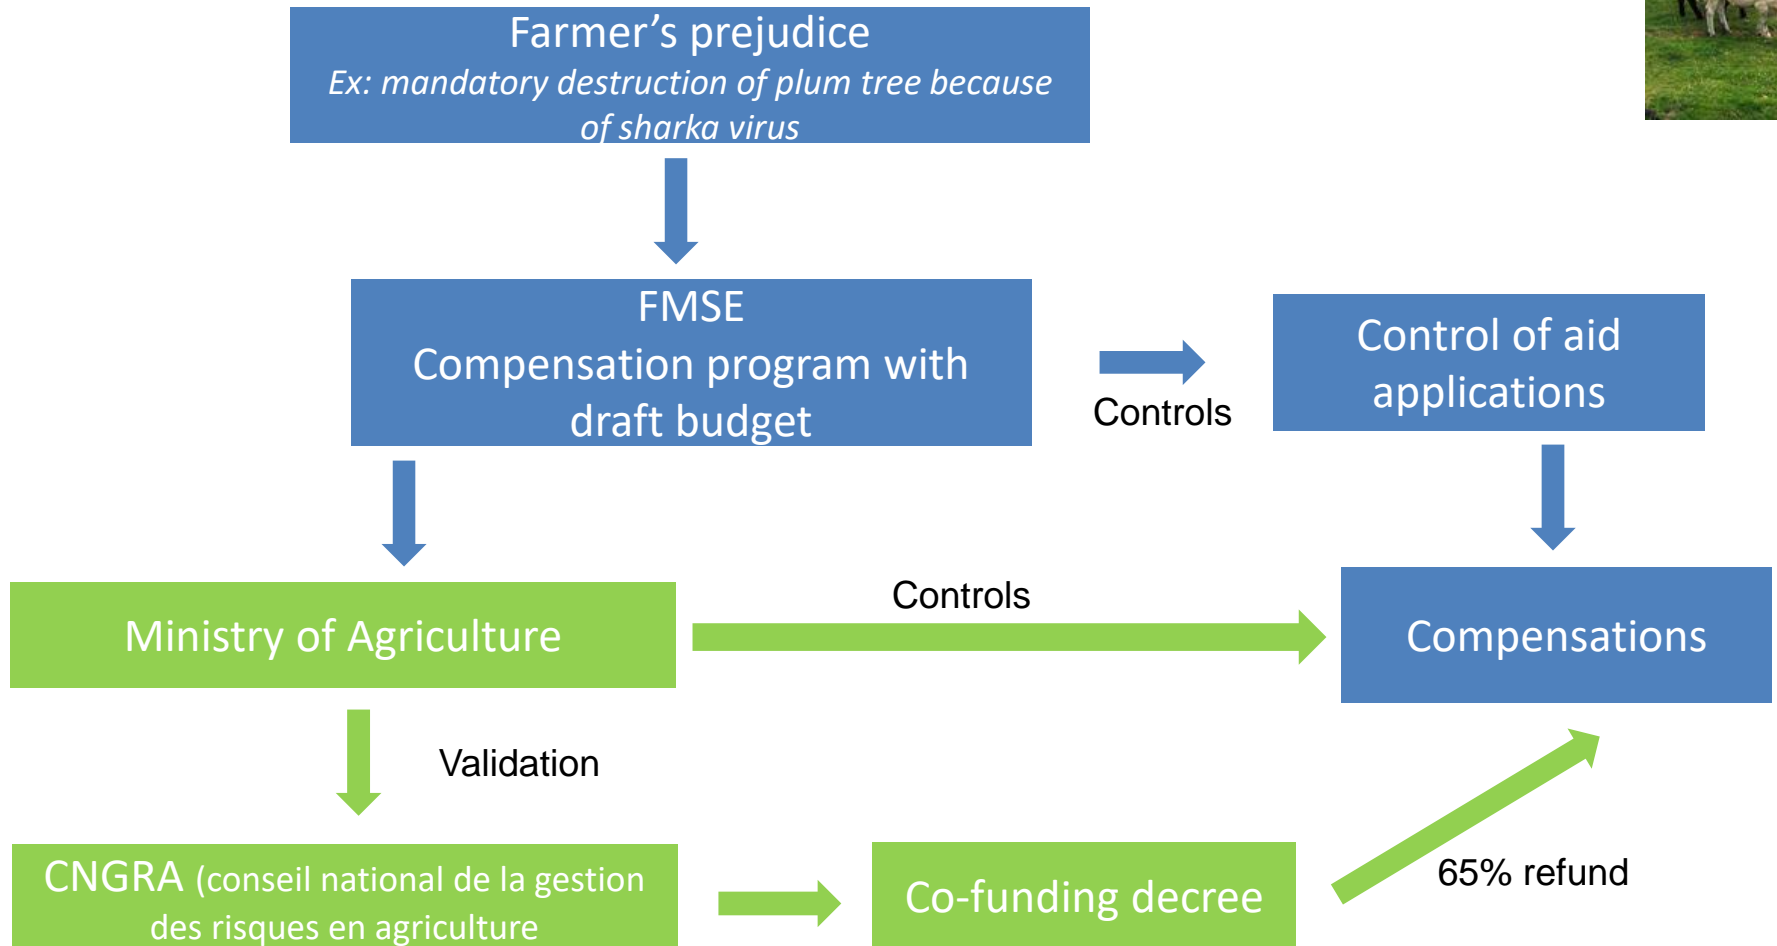 Farmer’s prejudice
Ex: mandatory destruction of plum tree because
of sharka virus
FMSE
Compensation program with
draft budget
Controls
Control of aid
applications
Ministry of Agriculture
Controls
Compensations
Validation
CNGRA (conseil national de la gestion
des risques en agriculture
Co-funding decree
65% refund